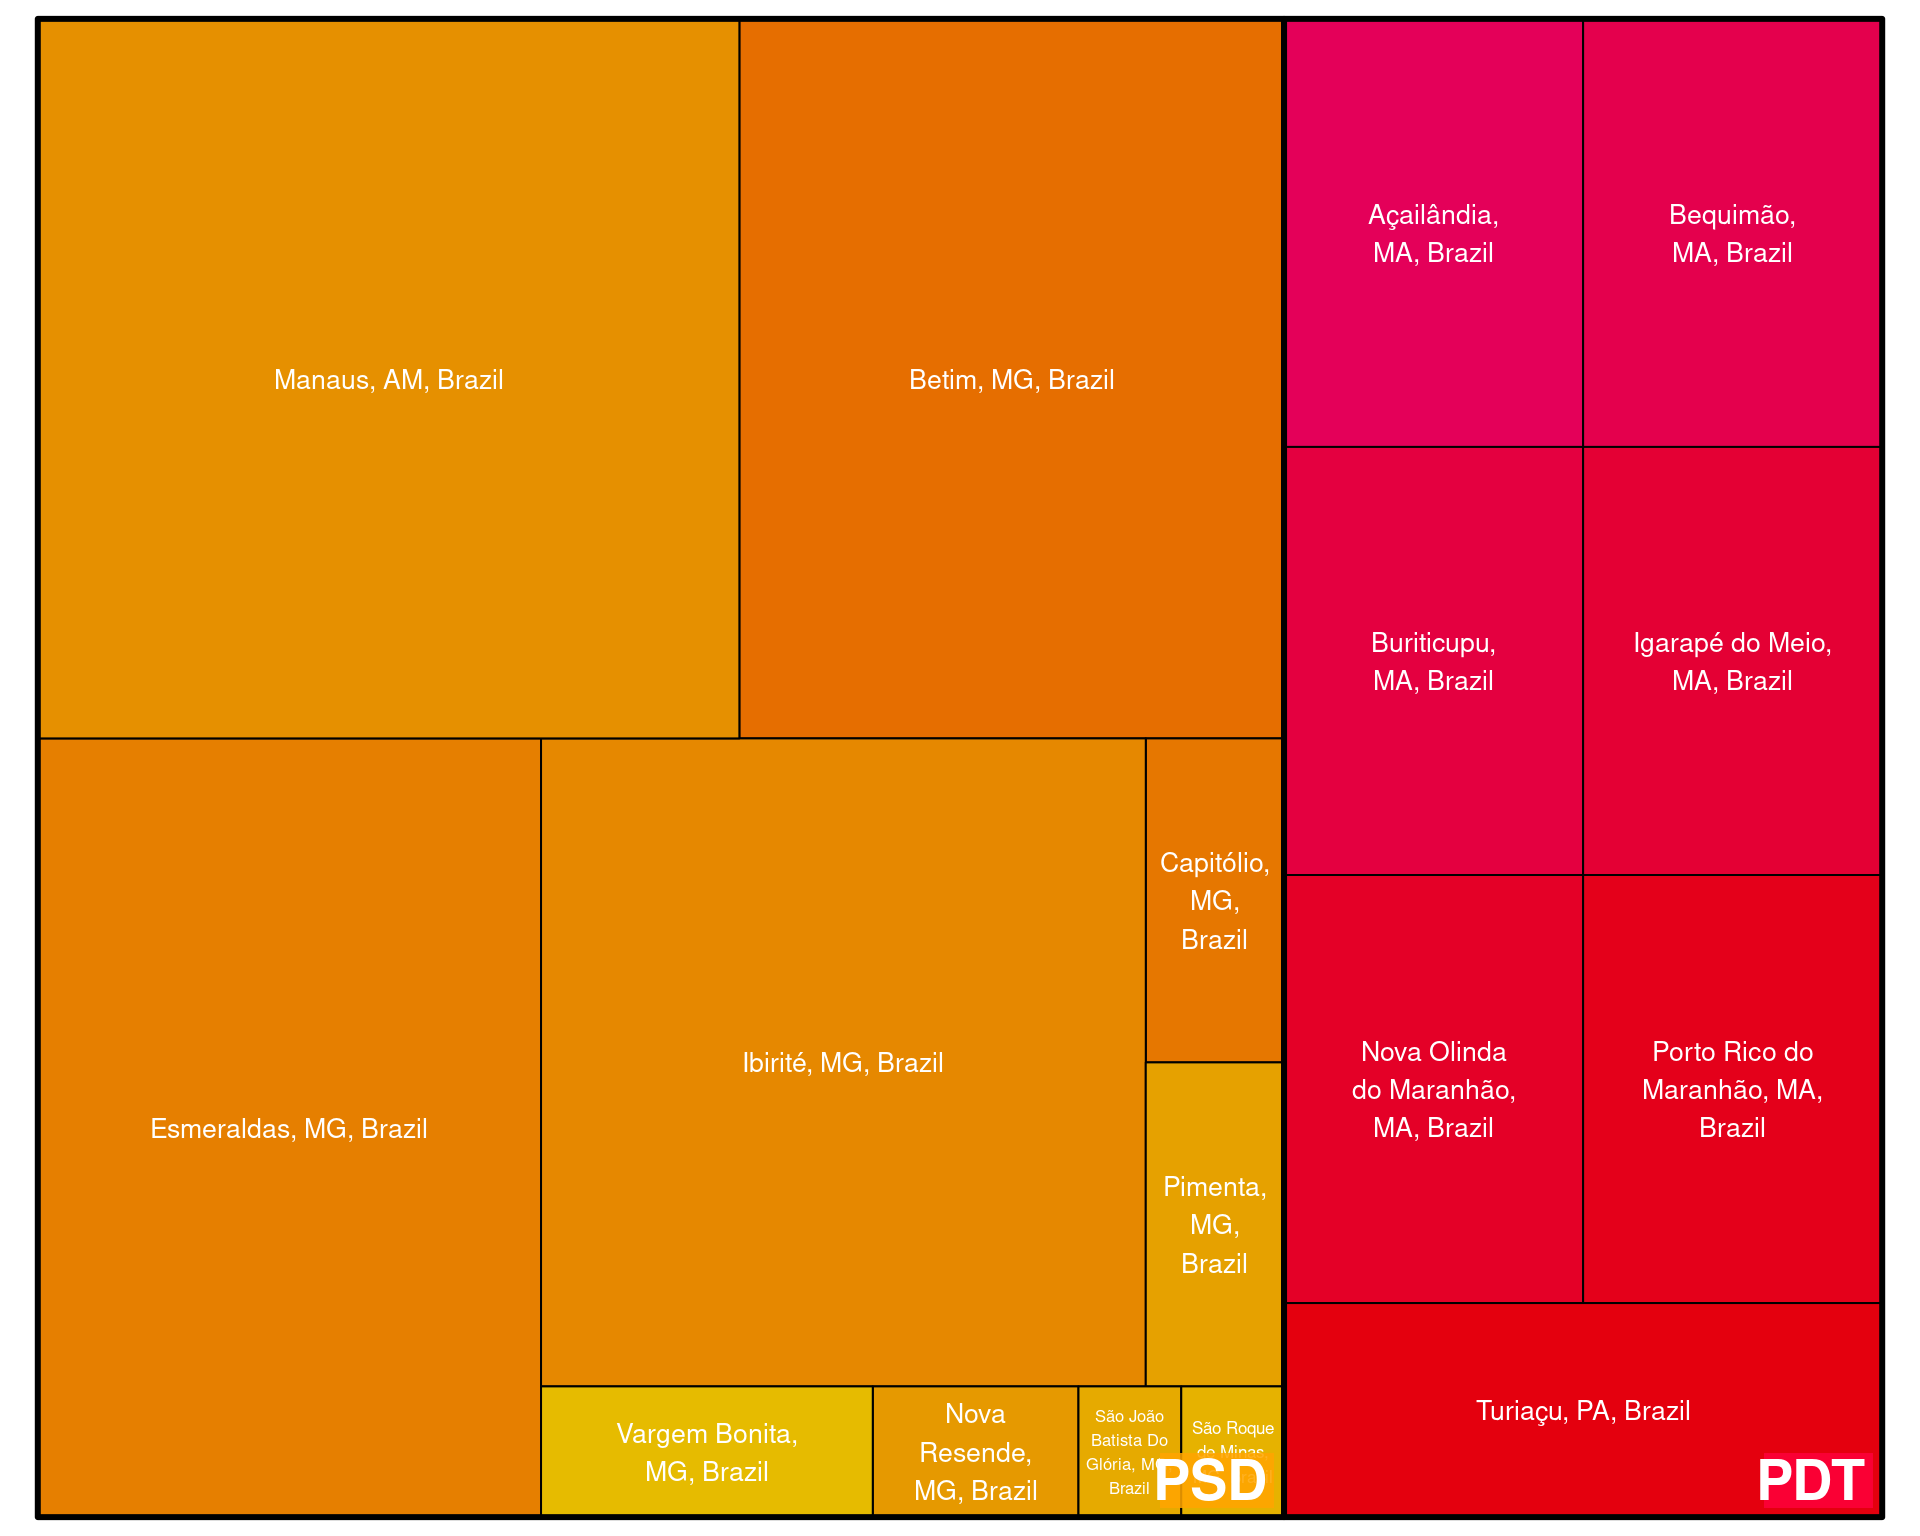 Manaus, AM, Brazil
Betim, MG, Brazil
Esmeraldas, MG, Brazil
Ibirité, MG, Brazil
Capitólio,
MG,
Brazil
Pimenta,
MG,
Brazil
Vargem Bonita,
MG, Brazil
Nova
Resende,
MG, Brazil
São João
Batista Do
Glória, MG,
Brazil
São Roque
de Minas,
PSD
Açailândia,
MA, Brazil
Bequimão,
MA, Brazil
Buriticupu,
MA, Brazil
Igarapé do Meio,
MA, Brazil
Nova Olinda
do Maranhão,
MA, Brazil
Porto Rico do
Maranhão, MA,
Brazil
Turiaçu, PA, Brazil
PDT